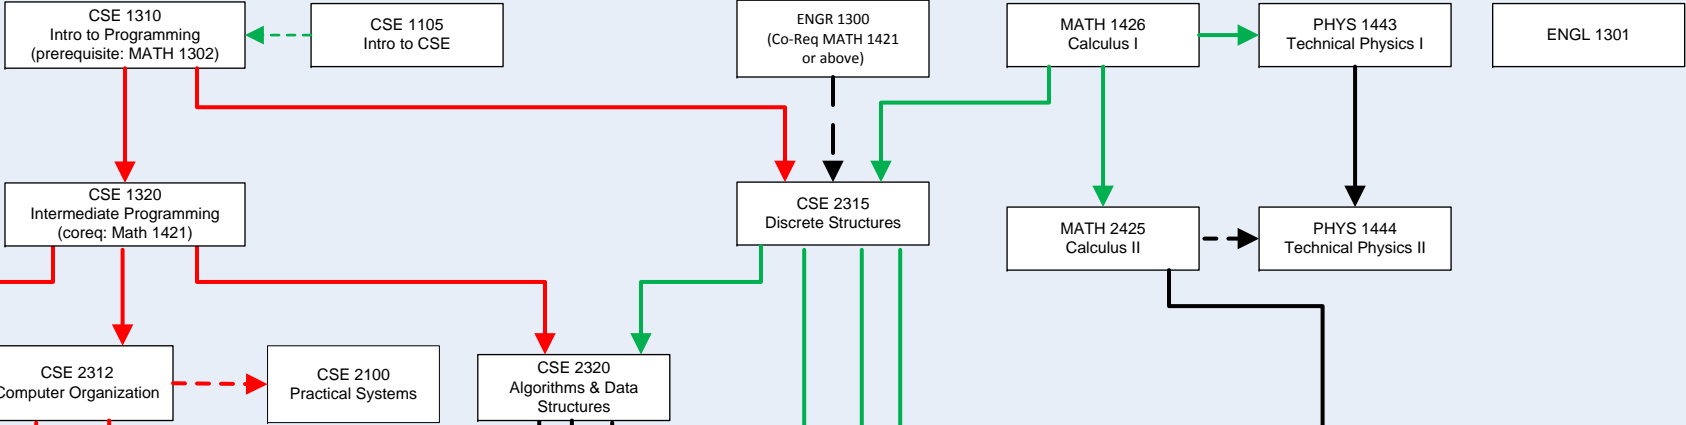 CSE 1310
Intro to Programming
(prerequisite: MATH 1302)
CSE 1105
Intro to CSE
ENGR 1300
(Co-Req MATH 1421
or above)
MATH 1426
Calculus I
PHYS 1443
Technical Physics I
ENGL 1301
CSE 1320
Intermediate Programming
(coreq: Math 1421)
CSE 2315
Discrete Structures
MATH 2425
Calculus II
PHYS 1444
Technical Physics II
CSE 2312
Computer Organization
CSE 2100
Practical Systems
CSE 2320
Algorithms & Data
Structures